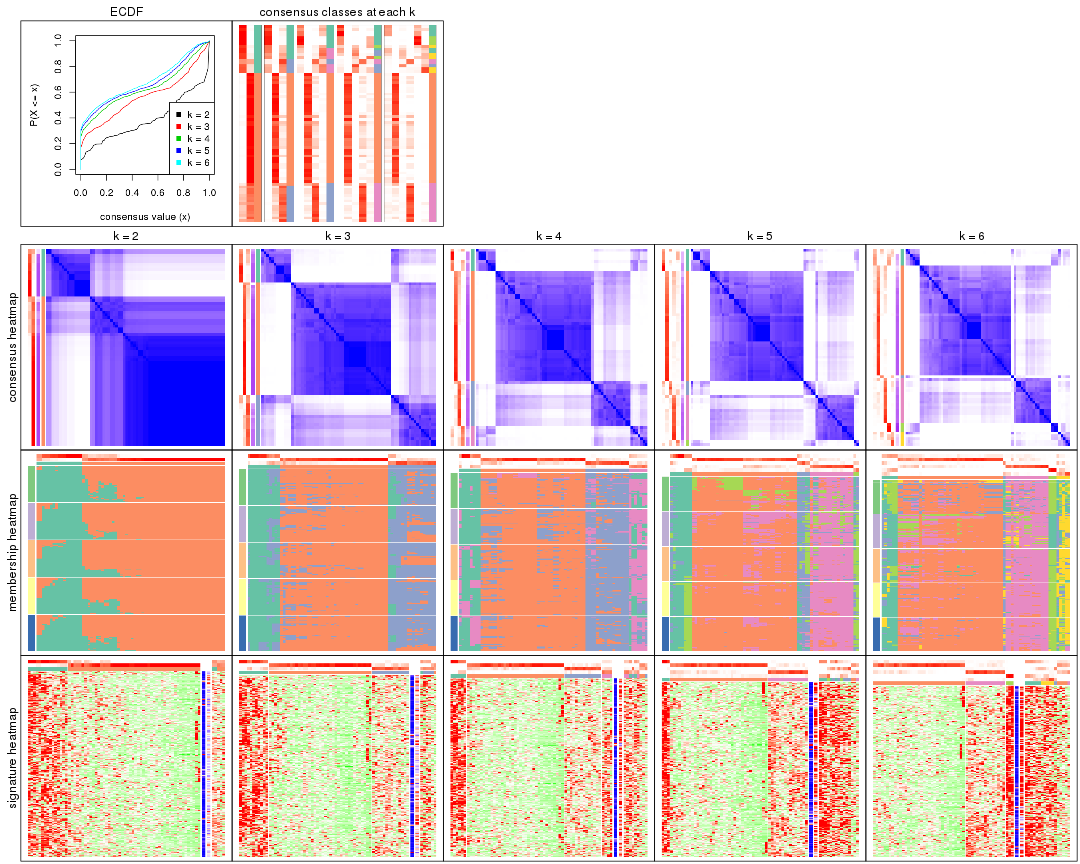 ECDF
consensus classes at each k
P(X <= x)
0.0 0.2 0.4 0.6 0.8 1.0
k = 2
k = 3
k = 4
k = 5
k = 6
0.0 0.2 0.4 0.6 0.8 1.0
consensus value (x)
k = 2 k = 3 k = 4 k = 5 k = 6
consensus heatmap
membership heatmap
signature heatmap